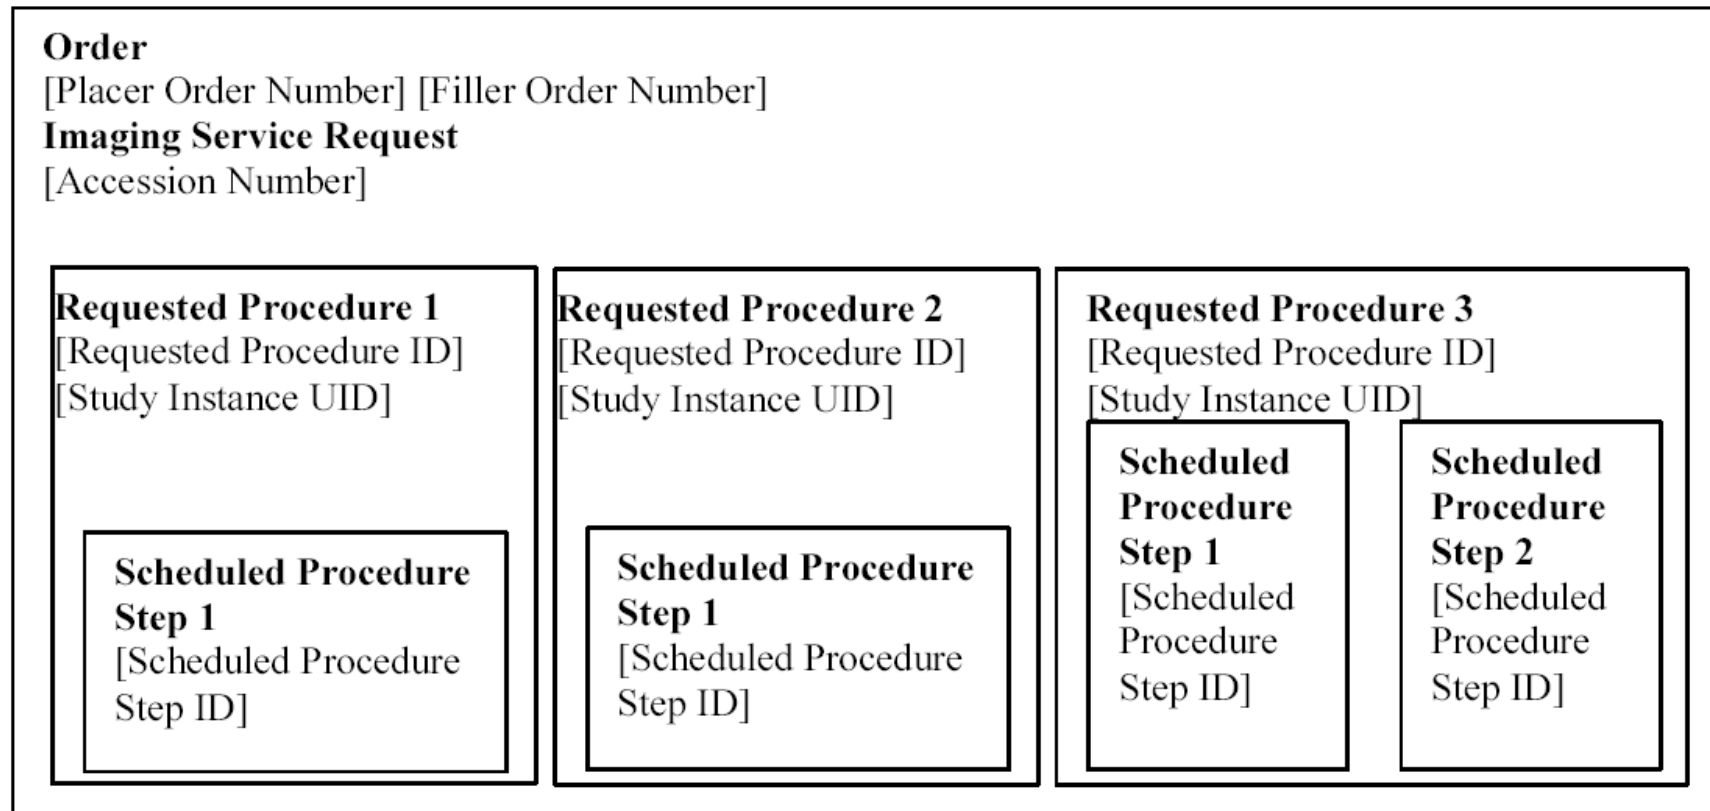 Order
[Placer Order Number] [Filler Order Number]
Imaging Service Request
[Accession Number]
Requested Procedure 1
[Requested Procedure ID]
[Study Instance UID]
Scheduled Procedure
Step 1
[Scheduled Procedure
Step ID]
Requested Procedure 2
[Requested Procedure ID]
[Study Instance UID]
Scheduled Procedure
Step 1
[Scheduled Procedure
Step ID]
Requested Procedure 3
[Requested Procedure ID]
[Study Instance UID]
Scheduled
Procedure
Step 1
[Scheduled
Procedure
Step ID]
Scheduled
Procedure
Step 2
[Scheduled
Procedure
Step ID]